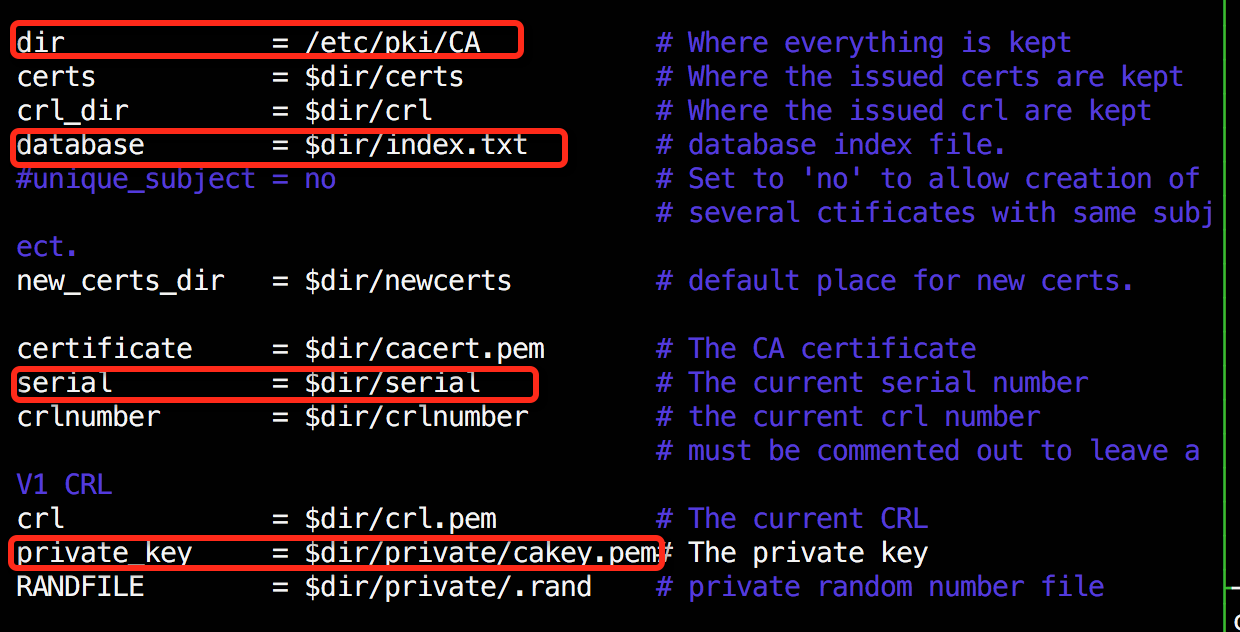 dir             = /etc/pki/CA           # Where everything is kept
certs           = $dir/certs            # Where the issued certs are kept
crl_dir         = $dir/crl              # Where the issued crl are kept
database        = $dir/index.txt        # database index file.
#unique_subject = no                    # Set to 'no' to allow creation of
                                        # several ctificates with same subj
ect.
new_certs_dir   = $dir/newcerts         # default place for new certs.

certificate     = $dir/cacert.pem       # The CA certificate
serial          = $dir/serial           # The current serial number
crlnumber       = $dir/crlnumber        # the current crl number
                                        # must be commented out to leave a
V1 CRL
crl             = $dir/crl.pem          # The current CRL
private_key     = $dir/private/cakey.pem# The private key
RANDFILE        = $dir/private/.rand    # private random number file